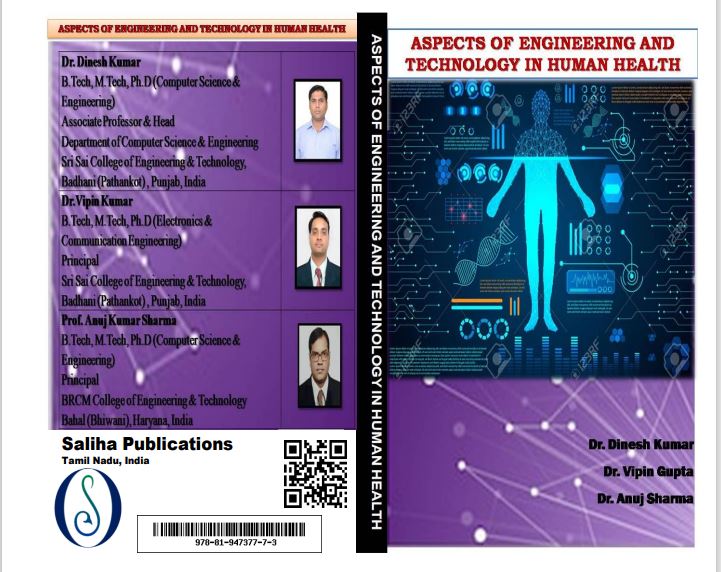 ASPECTS OF ENGINEERING AND TECHNOLOGY IN HUMAN HEALTH
Dr. Dinesh Kumar
B.Tech, M.Tech, Ph.D (Computer Science &
Engineering)
Associate Professor & Head
Department of Computer Science & Engineering
Sri Sai College of Engineering & Technology,
Badhani (Pathankot) , Punjab, India
Dr.Vipin Kumar
B.Tech, M.Tech, Ph.D (Electronics &
Communication Engineering)
Principal
Sri Sai College of Engineering & Technology,
Badhani (Pathankot) , Punjab, India
Prof. Anuj Kumar Sharma
B.Tech, M.Tech, Ph.D (Computer Science &
Engineering)
Principal
BRCM College of Engineering & Technology
Bahal (Bhiwani), Haryana, India
Saliha Publications
Tamil Nadu, India
978-81-947377-7-3
ASPECTS OF ENGINEERING AND TECHNOLOGY IN HUMAN HEALTH
ASPECTS OF ENGINEERING AND
TECHNOLOGY IN HUMAN HEALTH
123RF
Dr. Dinesh Kumar
Dr. Vipin Gupta
Dr. Anuj Sharma